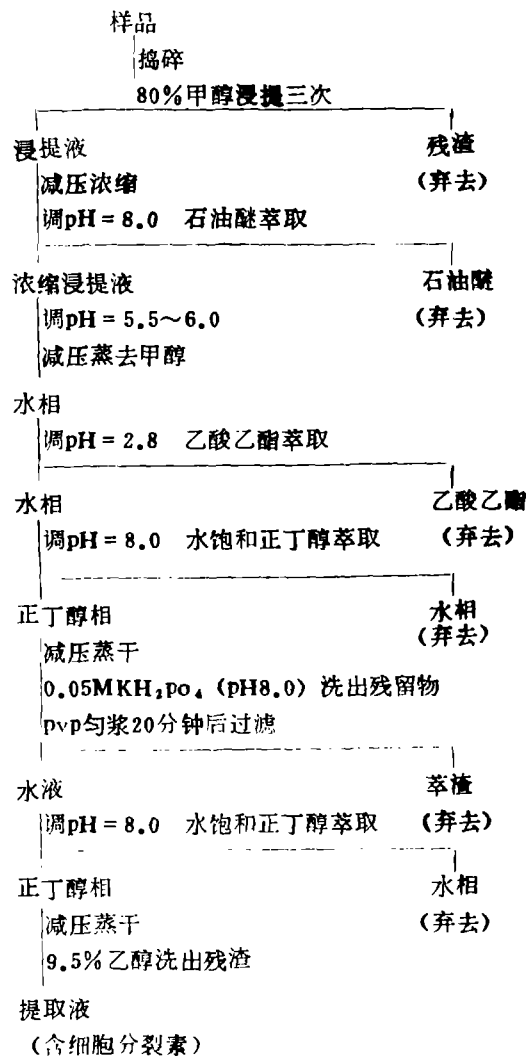 样品
捣碎
80%甲醇浸提三次
浸提液 残渣
减压浓缩 (弃去)
调pH=8.0 石油醚萃取
浓缩浸提液 石油醚
调pH=5.5~6.0 (弃去)
减压蒸去甲醇
水相
调pH=2.8 乙酸乙酯萃取
水相 乙酸乙酯
调pH=8.0 水饱和正丁醇萃取 (弃去)
正丁醇相 水相
减压蒸干 (弃去)
0.05MKH₂po₄(pH8.0)洗出残留物
pvp匀浆20分钟后过滤
水液 萃渣
调pH=8.0 水饱和正丁醇萃取 (弃去)
正丁醇相 水相
减压蒸干 (弃去)
9.5%乙醇洗出残渣
提取液
(含细胞分裂素)